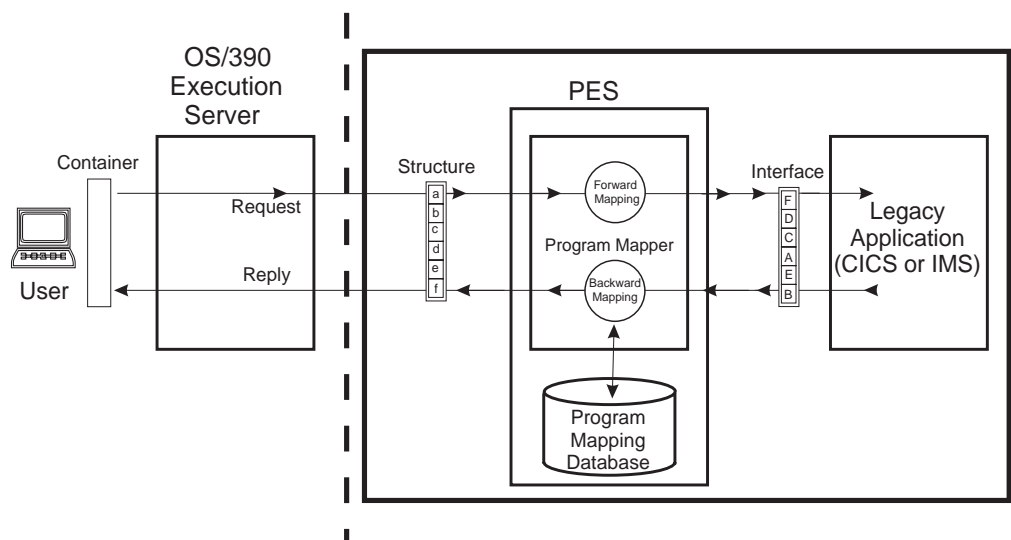 OS/390
Execution
Server
PES
Container
Structure
Interface
Request
Reply
User
a
b
c
d
e
f
Forward
Mapping
Program Mapper
Backward
Mapping
F
D
C
A
E
B
Legacy
Application
(CICS or IMS)
Program
Mapping
Database